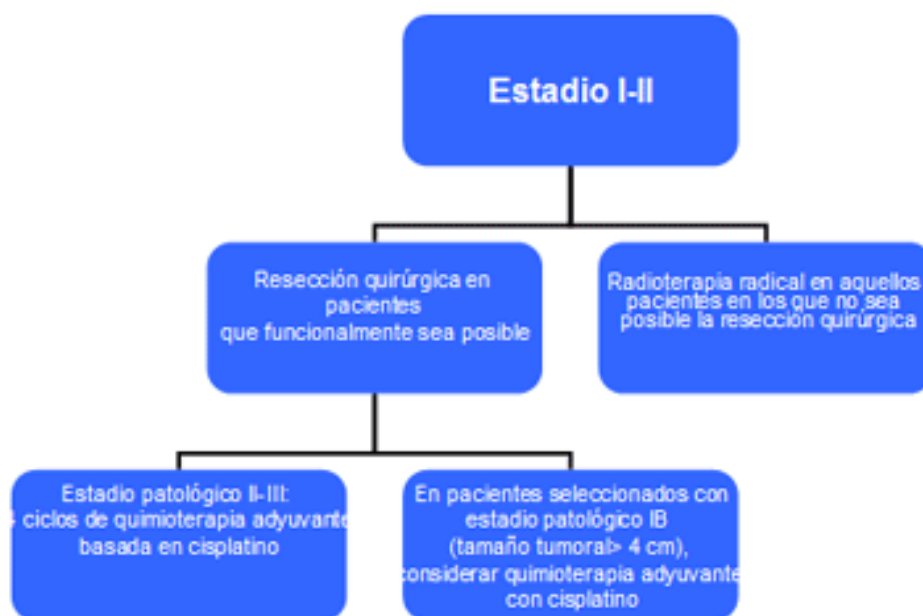 Estadio I-II
Resección quirúrgica en
pacientes
que funcionalmente sea posible
Radioterapia radical en aquellos
pacientes en los que no sea
posible la resección quirúrgica
Estadio patológico II-III:
ciclos de quimioterapia adyuvante
basada en cisplatino
En pacientes seleccionados con
estadio patológico IB
(tamaño tumoral> 4 cm),
considerar quimioterapia adyuvante
con cisplatino